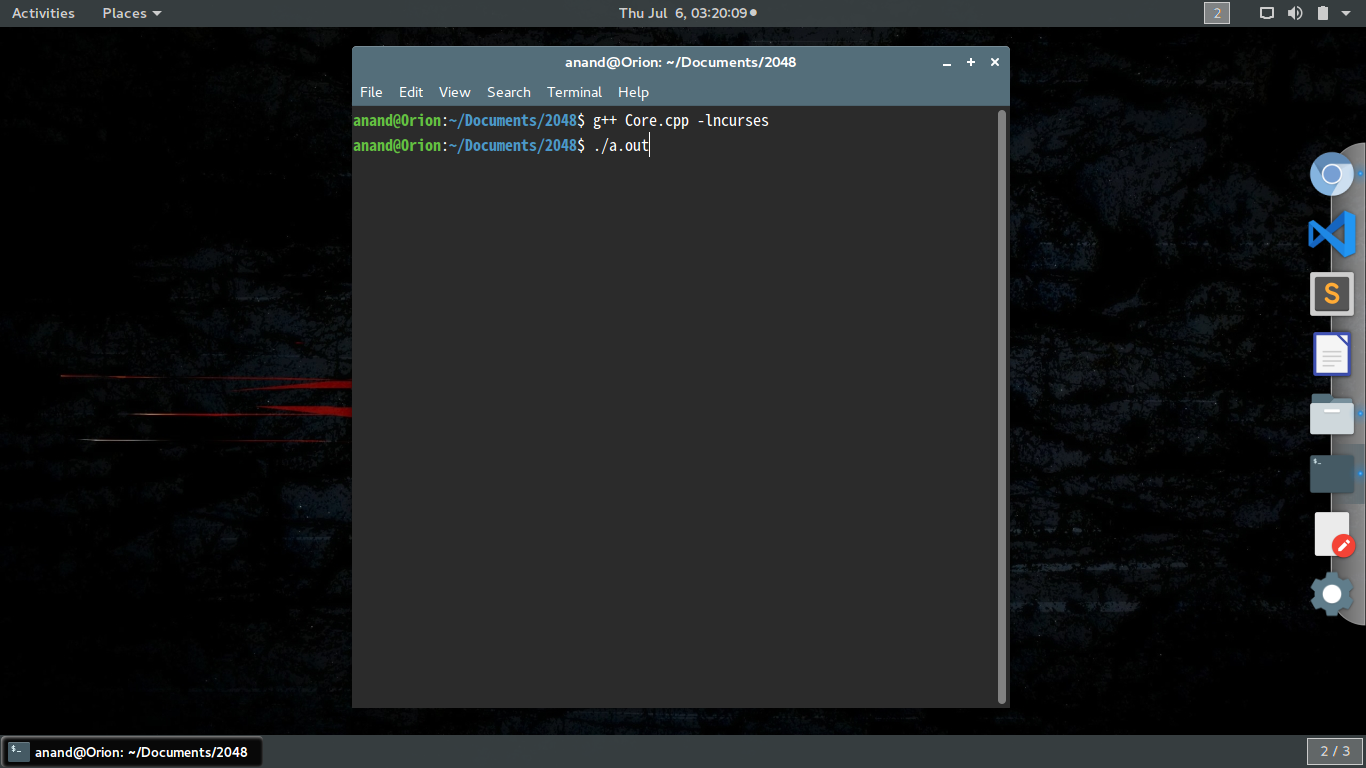 Activities Places Thu Jul 6, 03:20:09 2
anand@Orion: ~/Documents/2048
File Edit View Search Terminal Help
anand@Orion:~/Documents/2048$ g++ Core.cpp -lncurses
anand@Orion:~/Documents/2048$ ./a.out
S
$-
$- anand@Orion: ~/Documents/2048 2 / 3